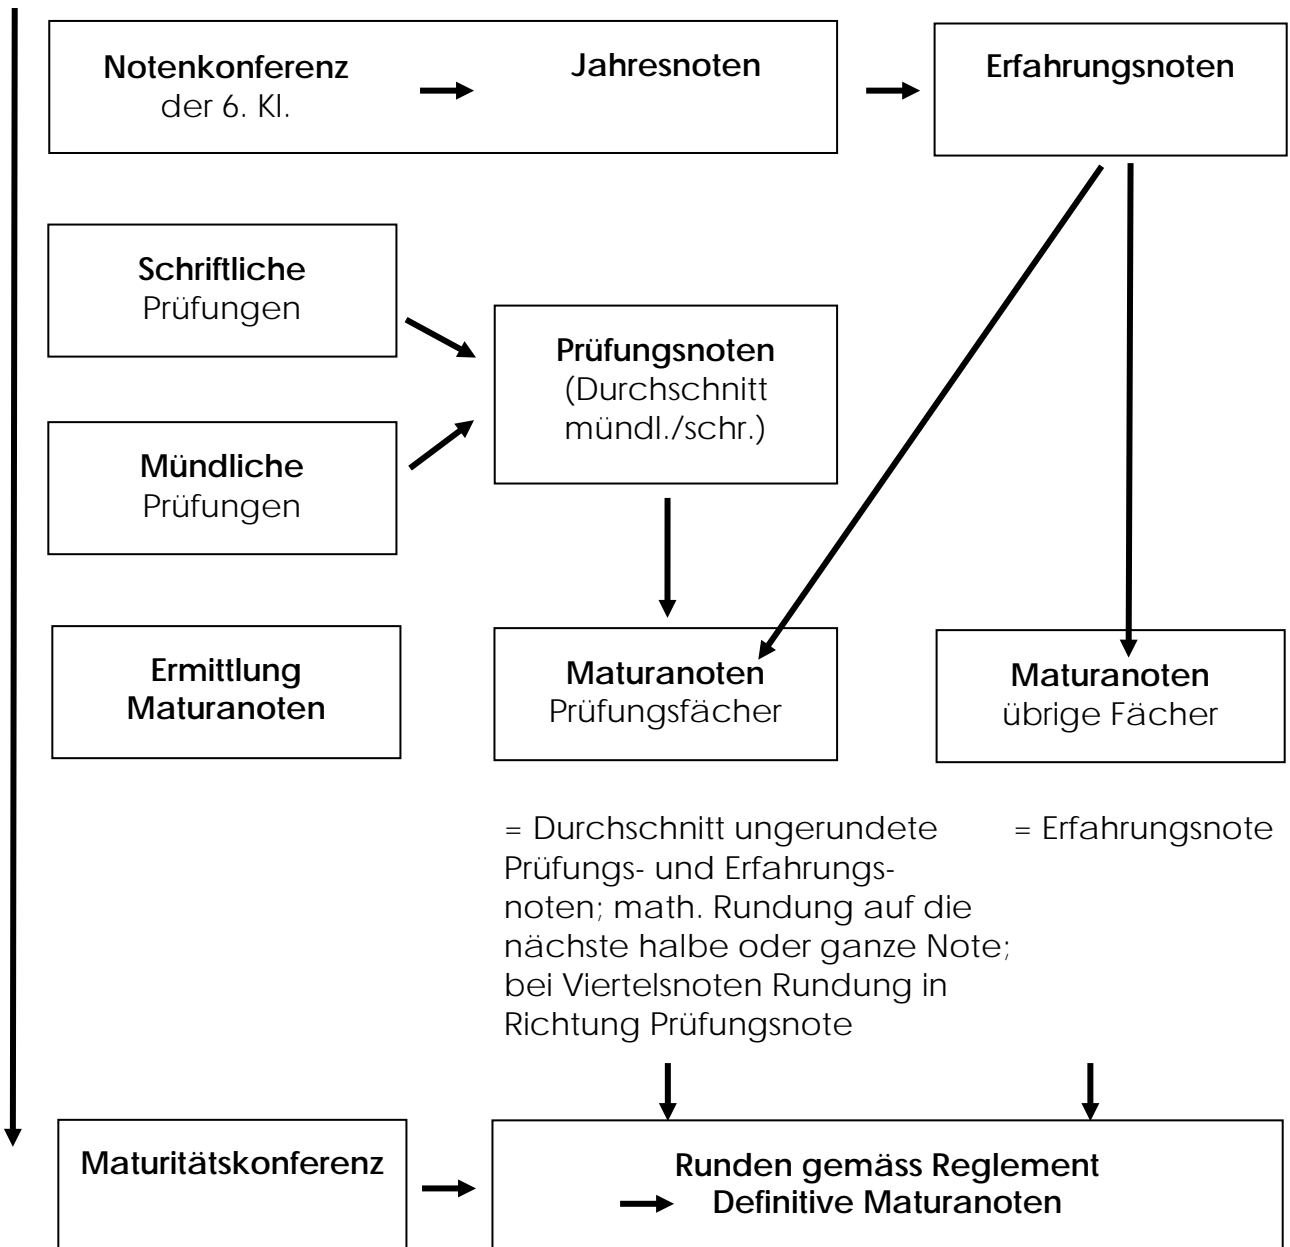 Notenkonferenz
der 6. Kl.
Jahresnoten
Erfahrungsnoten
Schriftliche
Prüfungen
Mündliche
Prüfungen
Prüfungsnoten
(Durchschnitt
mündl./schr.)
Ermittlung
Maturanoten
Maturanoten
Prüfungsfächer
Maturanoten
übrige Fächer
= Durchschnitt ungerundete
Prüfungs- und Erfahrungs-
noten; math. Rundung auf die
nächste halbe oder ganze Note;
bei Viertelsnoten Rundung in
Richtung Prüfungsnote
= Erfahrungsnote
Maturitätskonferenz
Runden gemäss Reglement
Definitive Maturanoten